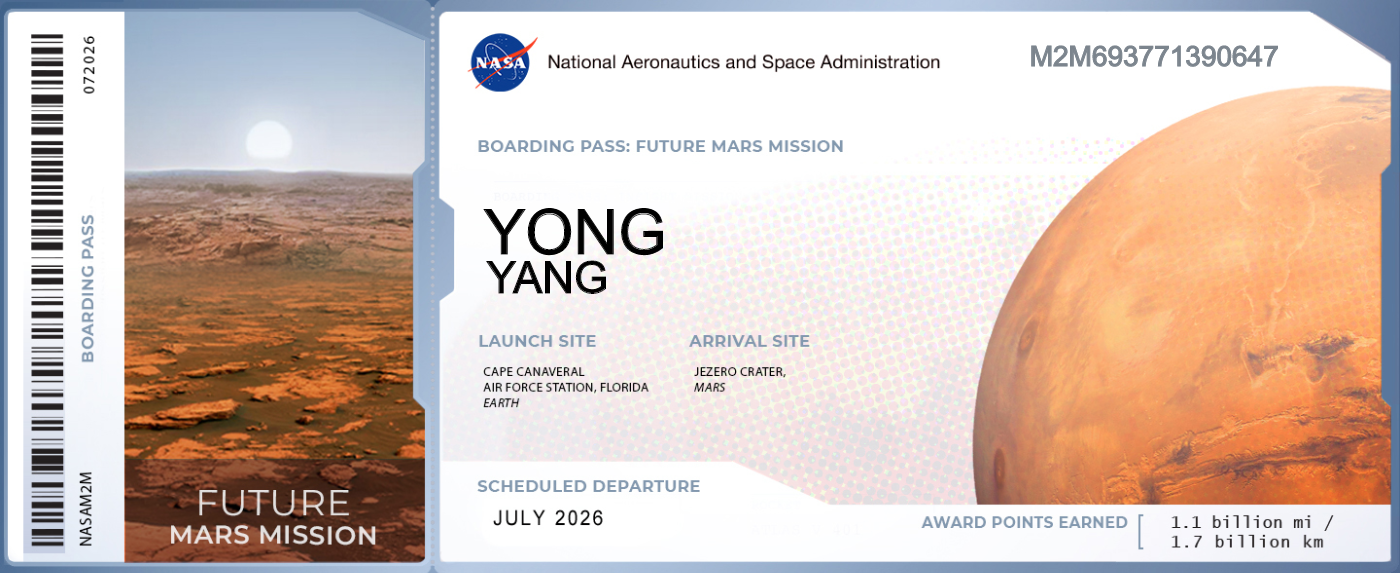 072026
BOARDING PASS
NASAM2M
FUTURE
MARS MISSION
NASA
National Aeronautics and Space Administration
M2M693771390647
BOARDING PASS: FUTURE MARS MISSION
YONG
YANG
LAUNCH SITE
CAPE CANAVERAL
AIR FORCE STATION, FLORIDA
EARTH
ARRIVAL SITE
JEZERO CRATER,
MARS
SCHEDULED DEPARTURE
JULY 2026
AWARD POINTS EARNED
1.1 billion mi /
1.7 billion km